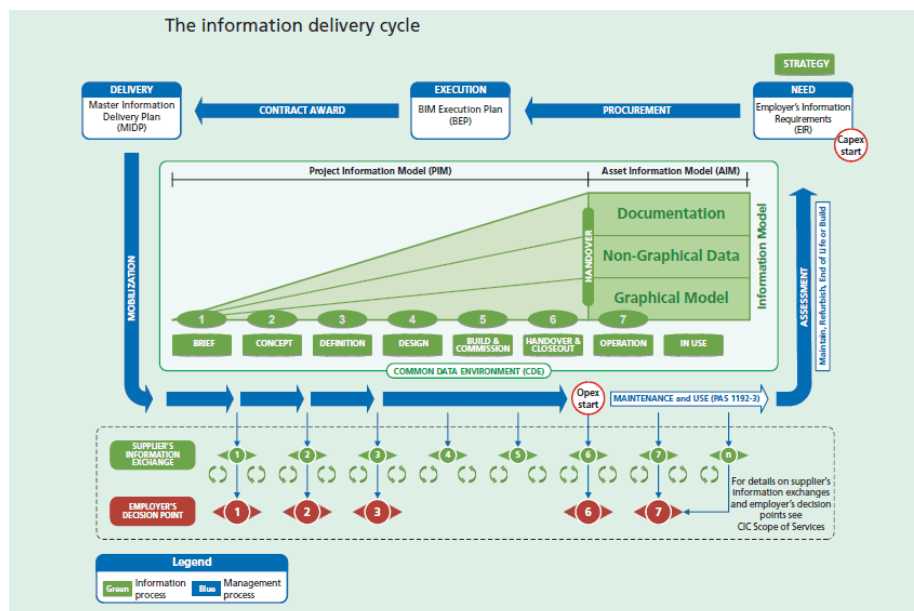 The information delivery cycle
STRATEGY
DELIVERY
Master Information
Delivery Plan
(MIDP)
CONTRACT AWARD
EXECUTION
BIM Execution Plan
(BEP)
PROCUREMENT
NEED
Employer's Information
Requirements
(EIR)
Capex
start
Project Information Model (PIM)
Asset Information Model (AIM)
MOBILIZATION
HANDOVER
Documentation
Non-Graphical Data
Graphical Model
Information Model
ASSESSMENT
Maintain, Refurbish, End of Life or Build
1 2 3 4 5 6 7
BRIEF
CONCEPT
DEFINITION
DESIGN
BUILD &
COMMISSION
HANDOVER &
CLOSEOUT
OPERATION
IN USE
COMMON DATA ENVIRONMENT (CDE)
Opex
start
MAINTENANCE and USE (PAS 1192-3)
SUPPLIER'S
INFORMATION
EXCHANGE
1 2 3 4 5 6 7 n
For details on supplier's
information exchanges
and employer's decision
points see
CIC Scope of Services
EMPLOYER'S
DECISION POINT
1 2 3 6 7
Legend
Green Information
process
Blue Management
process